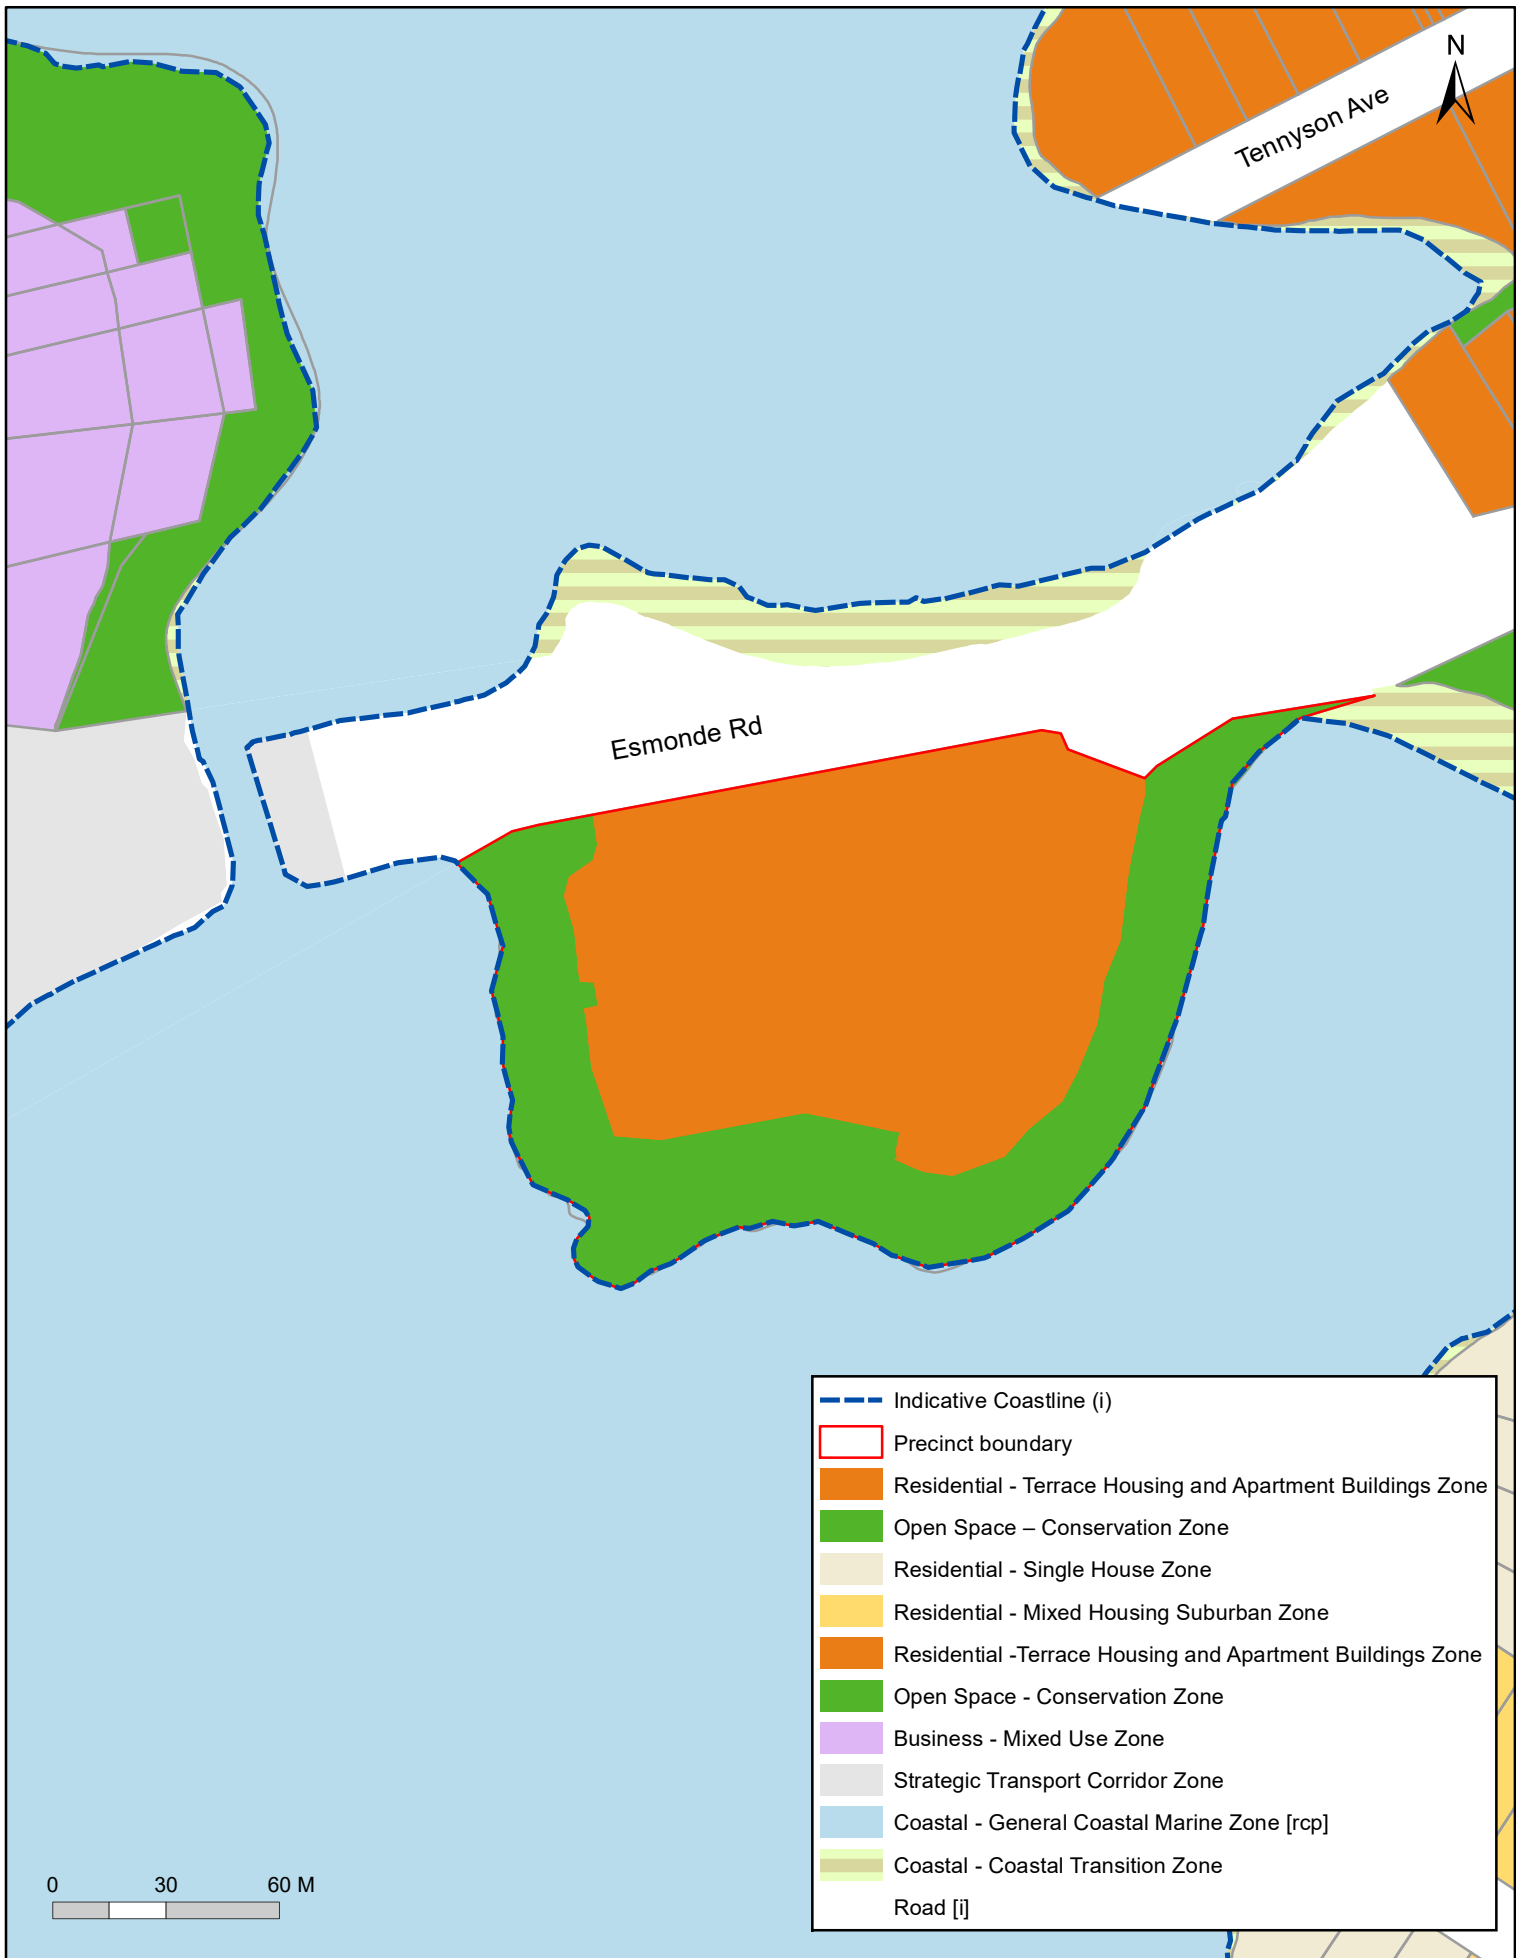 N
Tennyson Ave
Esmonde Rd
Indicative Coastline (i)
Precinct boundary
Residential - Terrace Housing and Apartment Buildings Zone
Open Space – Conservation Zone
Residential - Single House Zone
Residential - Mixed Housing Suburban Zone
Residential -Terrace Housing and Apartment Buildings Zone
Open Space - Conservation Zone
Business - Mixed Use Zone
Strategic Transport Corridor Zone
Coastal - General Coastal Marine Zone [rcp]
Coastal - Coastal Transition Zone
Road [i]
0 30 60 M